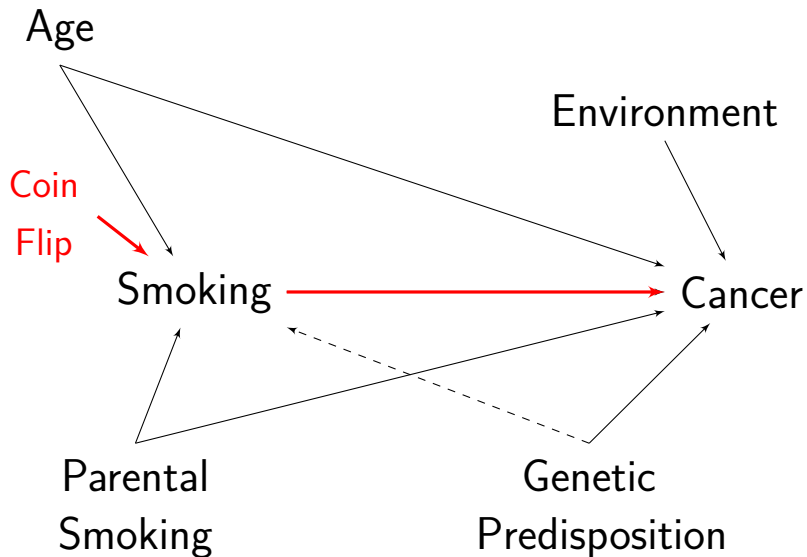 Age
Environment
Coin
Flip
Smoking
Cancer
Parental
Smoking
Genetic
Predisposition